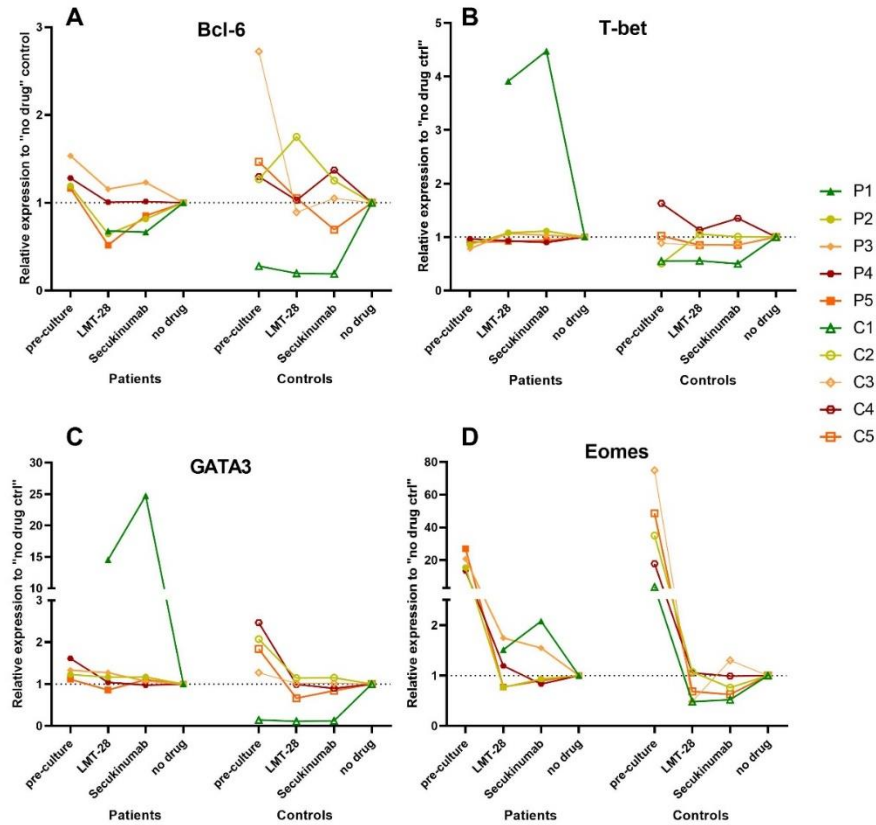 A
Bcl-6
Relative expression to "no drug" control
3
2
1
0
pre-culture
LMT-28
Secukinumab
no drug
pre-culture
LMT-28
Secukinumab
no drug
Patients
Controls
B
T-bet
Relative expression to "no drug ctrl"
5
4
3
2
1
0
pre-culture
LMT-28
Secukinumab
no drug
pre-culture
LMT-28
Secukinumab
no drug
Patients
Controls
P1
P2
P3
P4
P5
C1
C2
C3
C4
C5
C
GATA3
Relative expression to "no drug ctrl"
30
25
20
15
10
3
2
1
0
pre-culture
LMT-28
Secukinumab
no drug
pre-culture
LMT-28
Secukinumab
no drug
Patients
Controls
D
Eomes
Relative expression to "no drug ctrl"
80
60
40
20
2
1
0
pre-culture
LMT-28
Secukinumab
no drug
pre-culture
LMT-28
Secukinumab
no drug
Patients
Controls